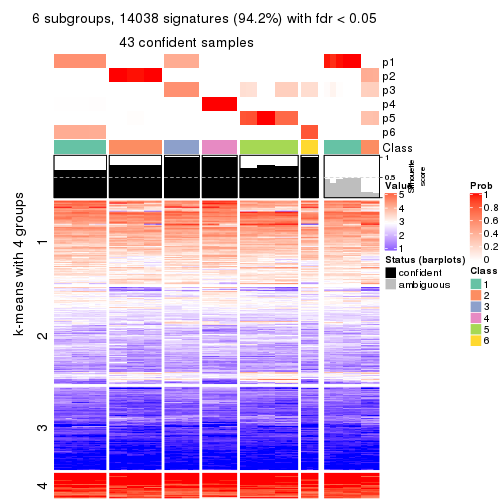 6 subgroups, 14038 signatures (94.2%) with fdr < 0.05
43 confident samples
p1
p2
p3
p4
p5
p6
Class
1
0.5
0
Silhouette
score
k-means with 4 groups
1
2
3
4
Value
5
4
3
2
1
Status (barplots)
confident
ambiguous
Prob
1
0.8
0.6
0.4
0.2
0
Class
1
2
3
4
5
6